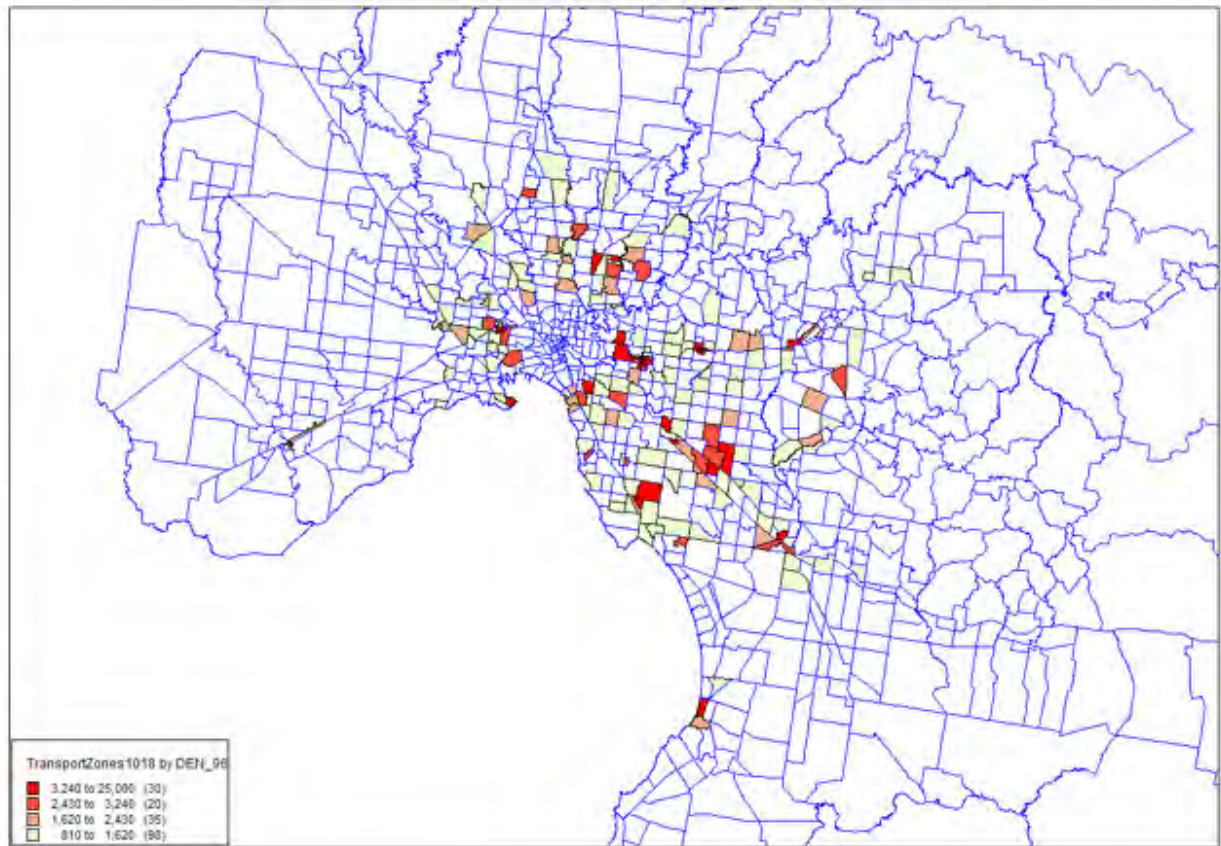 TransportZones1018 by DEN_96
3,240 to 25,000 (30)
2,430 to 3,240 (20)
1,620 to 2,430 (35)
810 to 1,620 (98)